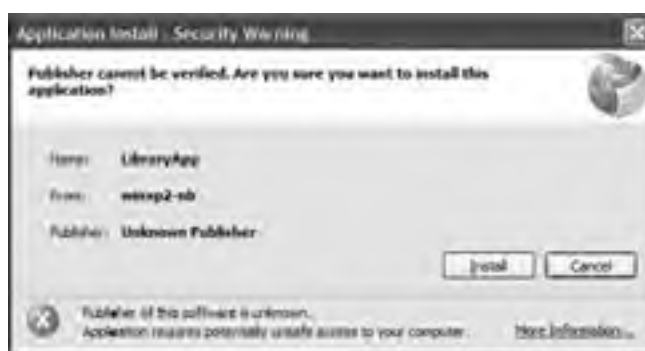 Application Install - Security Warning
Publisher cannot be verified. Are you sure you want to install this
application?
Name: LibraryApp
From: winxp2-vb
Publisher: Unknown Publisher
Install Cancel
Publisher of this software is unknown.
Application requires potentially unsafe access to your computer.
More Information...